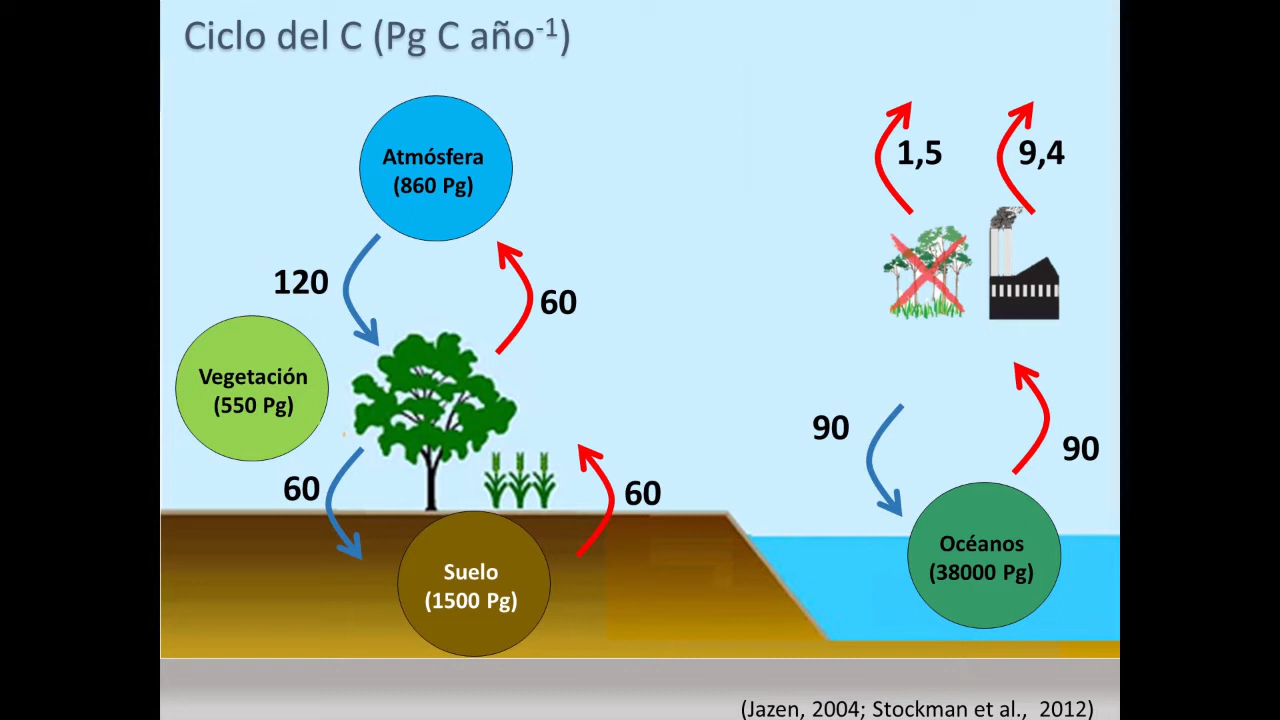 Ciclo del C (Pg C año-1)
Atmósfera
(860 Pg)
1,5
9,4
120
60
Vegetación
(550 Pg)
90
90
60
60
Océanos
(38000 Pg)
Suelo
(1500 Pg)
(Jazen, 2004; Stockman et al., 2012)